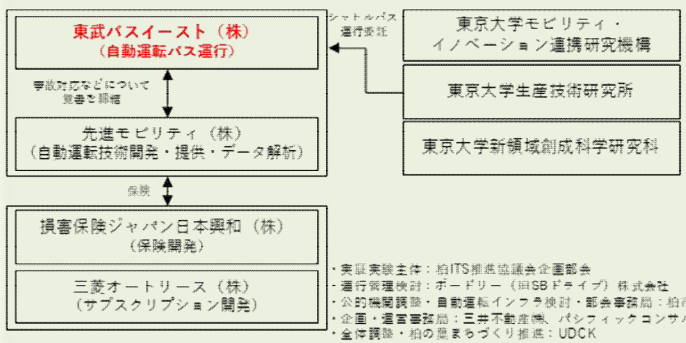 東武バスイースト（株）
（自動運転バス運行）
シャトルバス
運行委託
東京大学モビリティ・
イノベーション連携研究機構
東京大学生産技術研究所
東京大学新領域創成科学研究科
事故対応などについて
覚書を締結
先進モビリティ（株）
（自動運転技術開発・提供・データ解析）
保険
損害保険ジャパン日本興和（株）
（保険開発）
三菱オートリース（株）
（サブスクリプション開発）
・実証実験主体：柏ITS推進協議会企画部会
・運行管理検討：ボードリー（旧SBドライブ）株式会社
・公的機関調整・自動運転インフラ検討・部会事務局：柏
・企画・運営事務局：三井不動産㈱、パシフィックコンサル
・全体調整・柏の葉まちづくり推進：UDCK